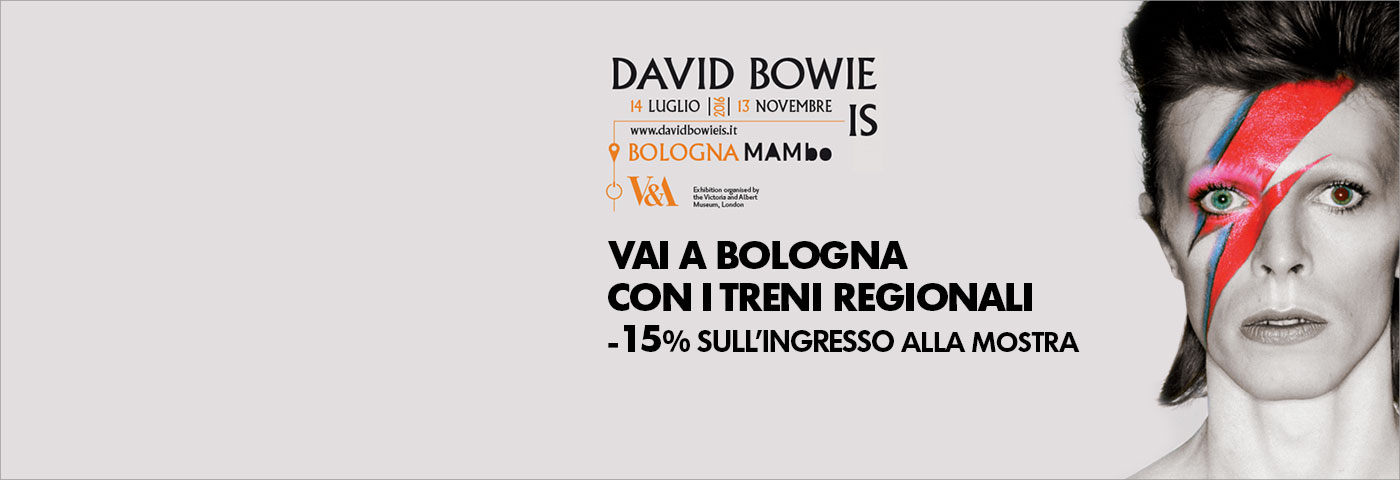 DAVID BOWIE
14 LUGLIO |2016| 13 NOVEMBRE
IS
www.davidbowieis.it
BOLOGNA MAMbo
V&A
Exhibition organised by
the Victoria and Albert
Museum, London
VAI A BOLOGNA
CON I TRENI REGIONALI
-15% SULL'INGRESSO ALLA MOSTRA